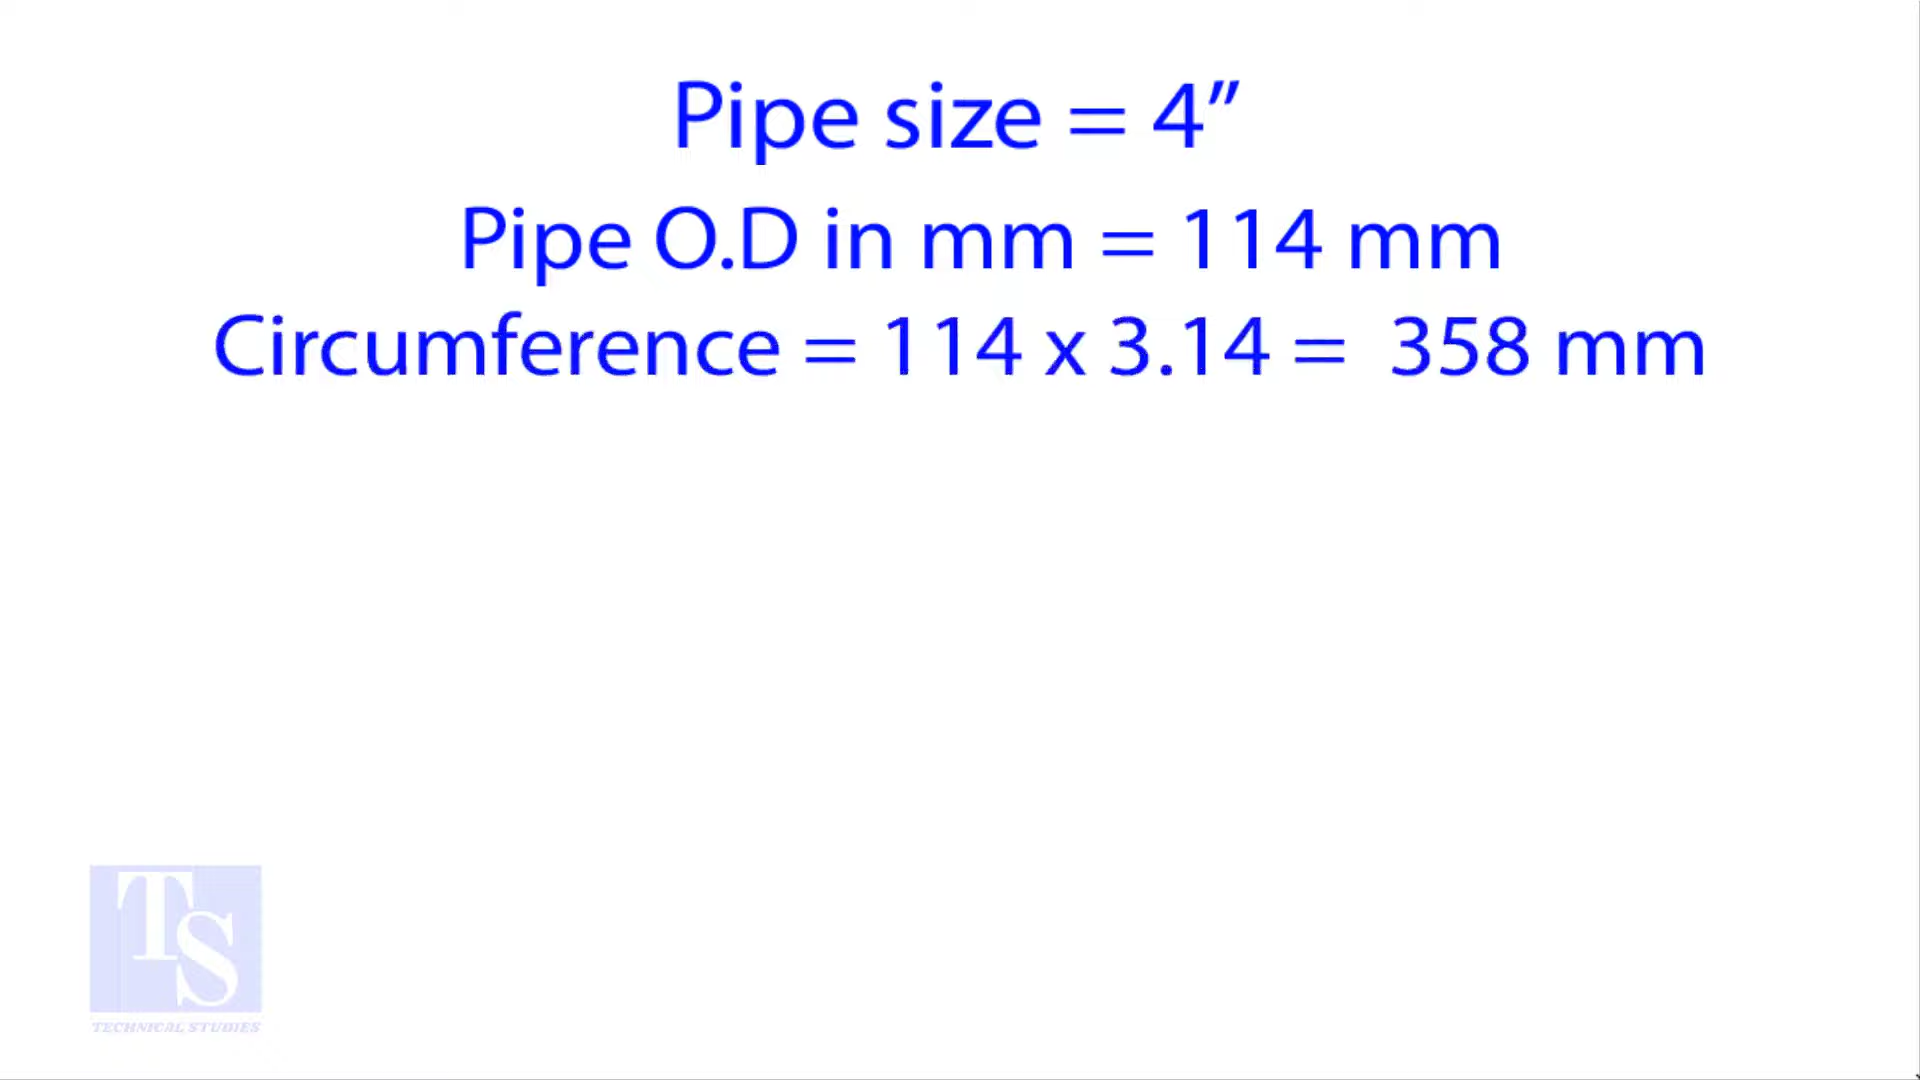 Pipe size = 4”
Pipe O.D in mm = 114 mm
Circumference = 114 x 3.14 = 358 mm
TS
TECHNICAL STUDIES